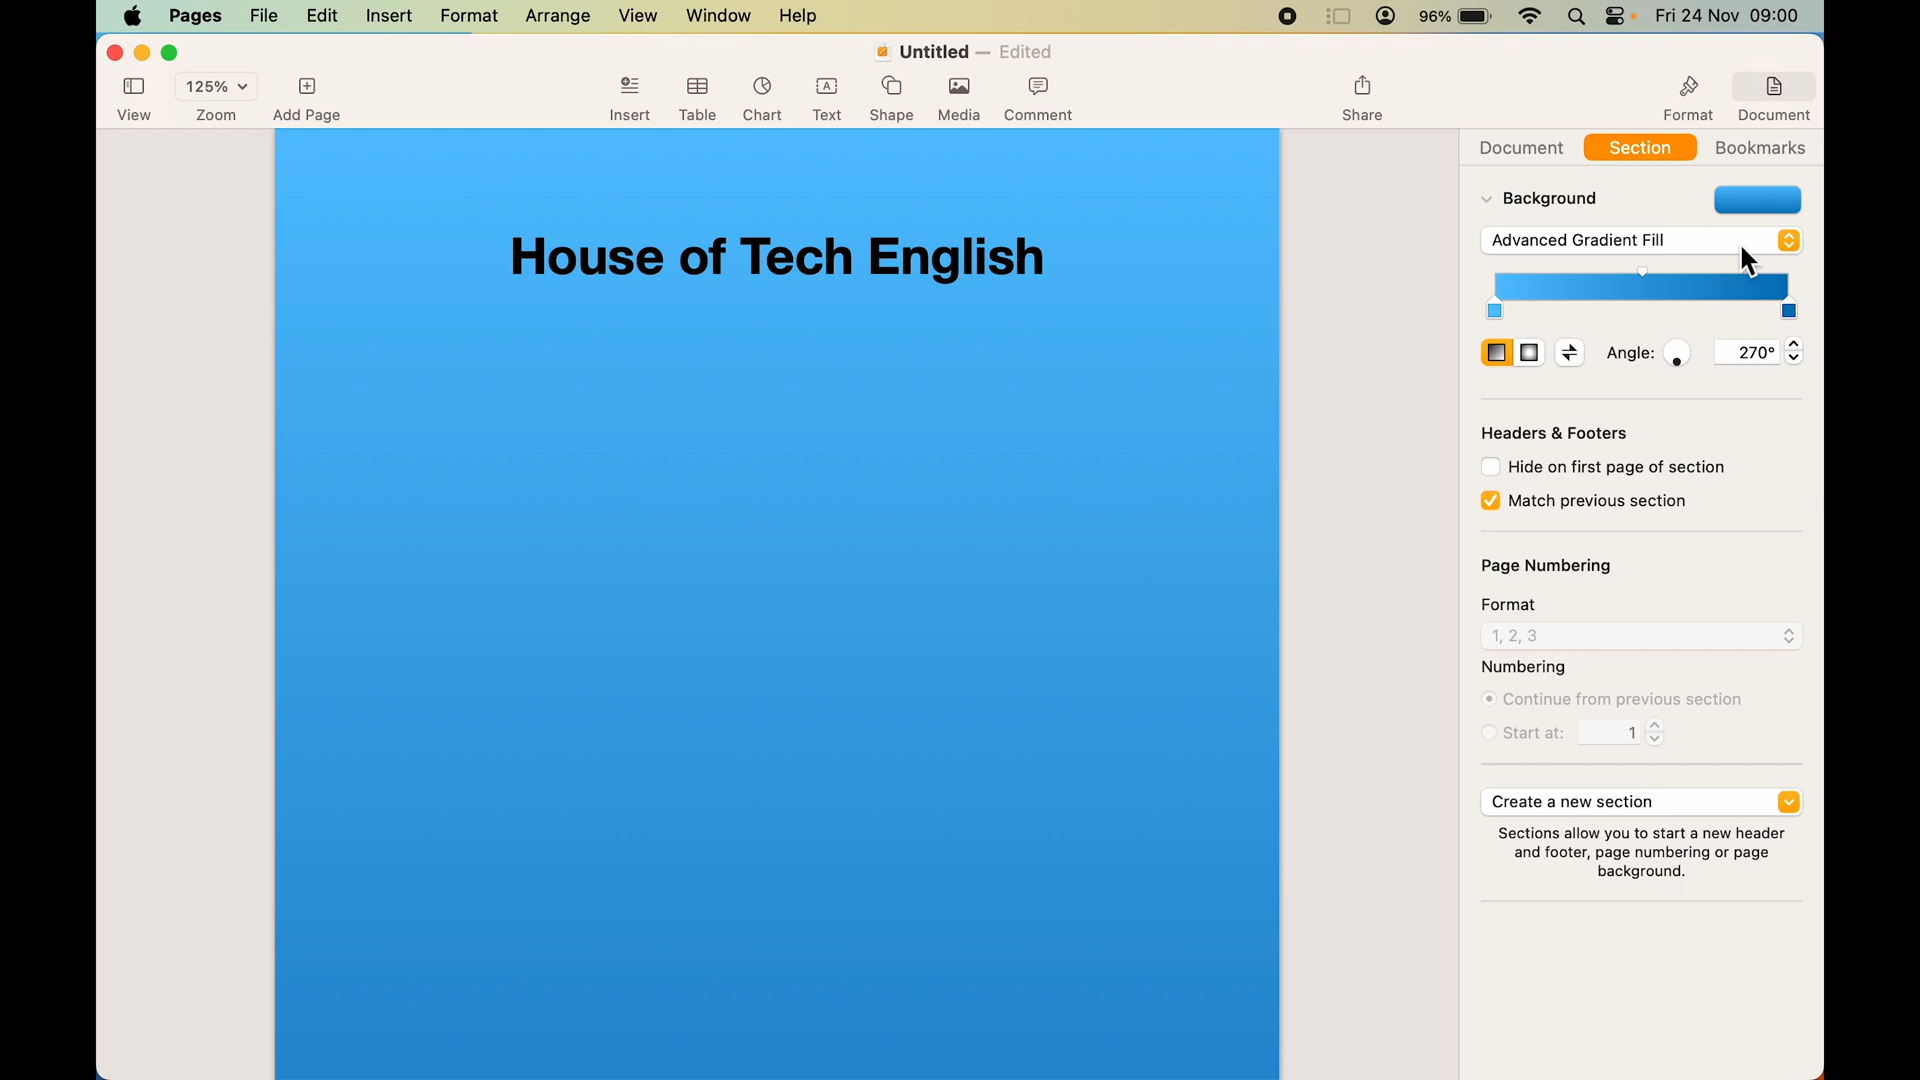 Pages File Edit Insert Format Arrange View Window Help 96% Fri 24 Nov 09:00
Untitled — Edited
125%
View Zoom Add Page Insert Table Chart Text Shape Media Comment Share Format Document
Document Section Bookmarks
Background
Advanced Gradient Fill
House of Tech English
Angle: 270°
Headers & Footers
Hide on first page of section
Match previous section
Page Numbering
Format
1, 2, 3
Numbering
Continue from previous section
Start at: 1
Create a new section
Sections allow you to start a new header
and footer, page numbering or page
background.